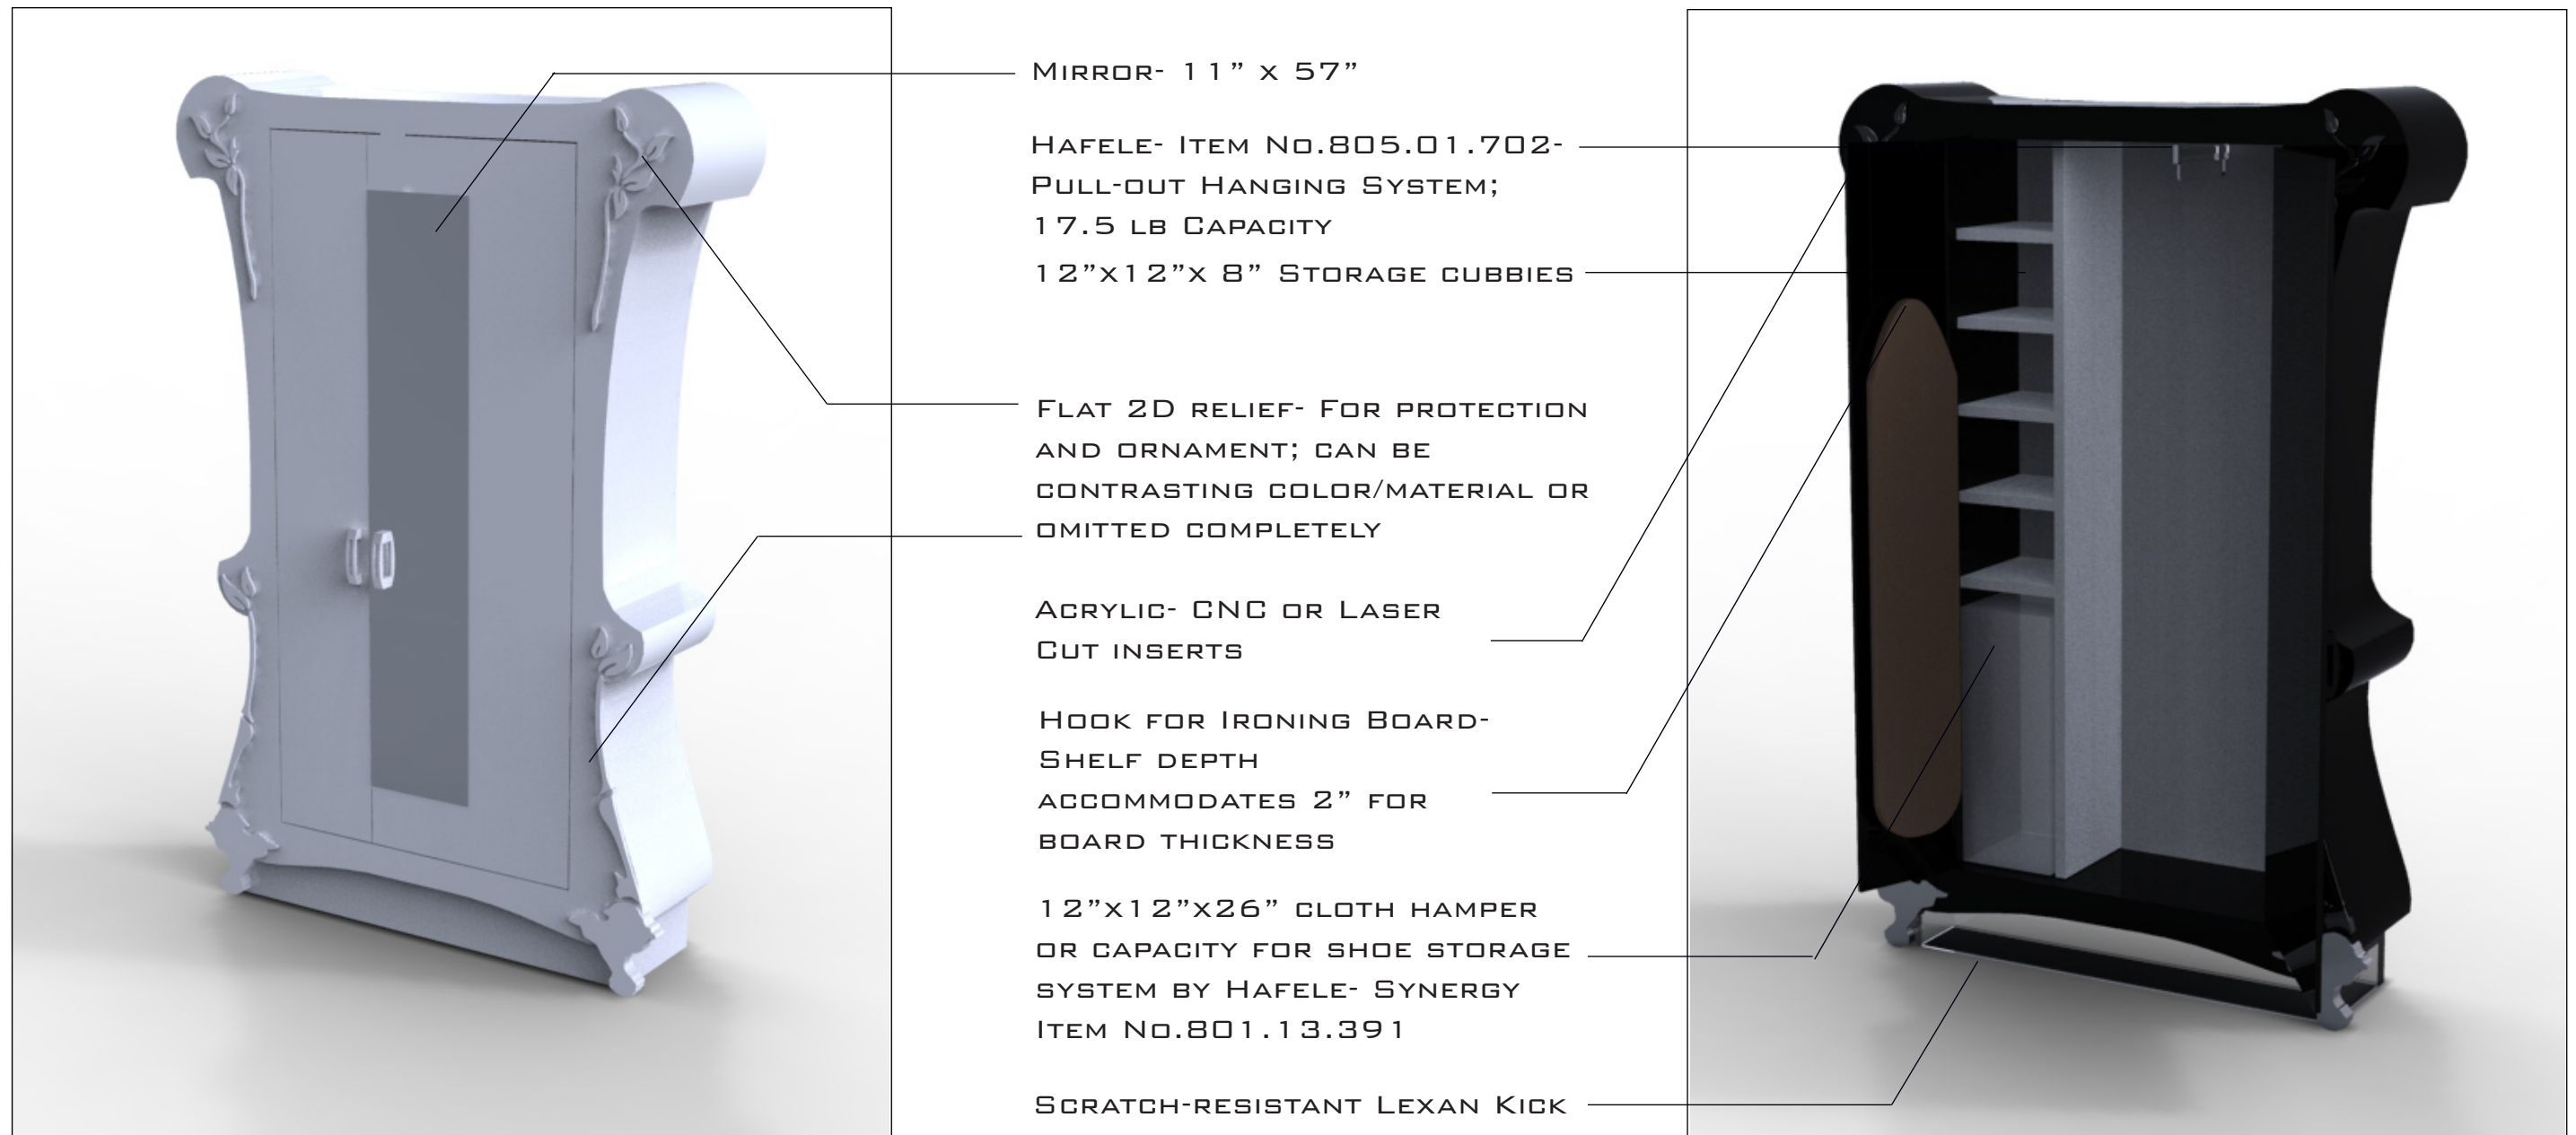 Mirror- 11” x 57”
Hafele- Item No.805.01.702-
Pull-out Hanging System;
17.5 lb Capacity
12”x12”x 8” Storage cubbies
Flat 2D relief- For protection
and ornament; can be
contrasting color/material or
omitted completely
Acrylic- CNC or Laser
Cut inserts
Hook for Ironing Board-
Shelf depth
accommodates 2” for
board thickness
12”x12”x26” cloth hamper
or capacity for shoe storage
system by Hafele- Synergy
Item No.801.13.391
Scratch-resistant Lexan Kick